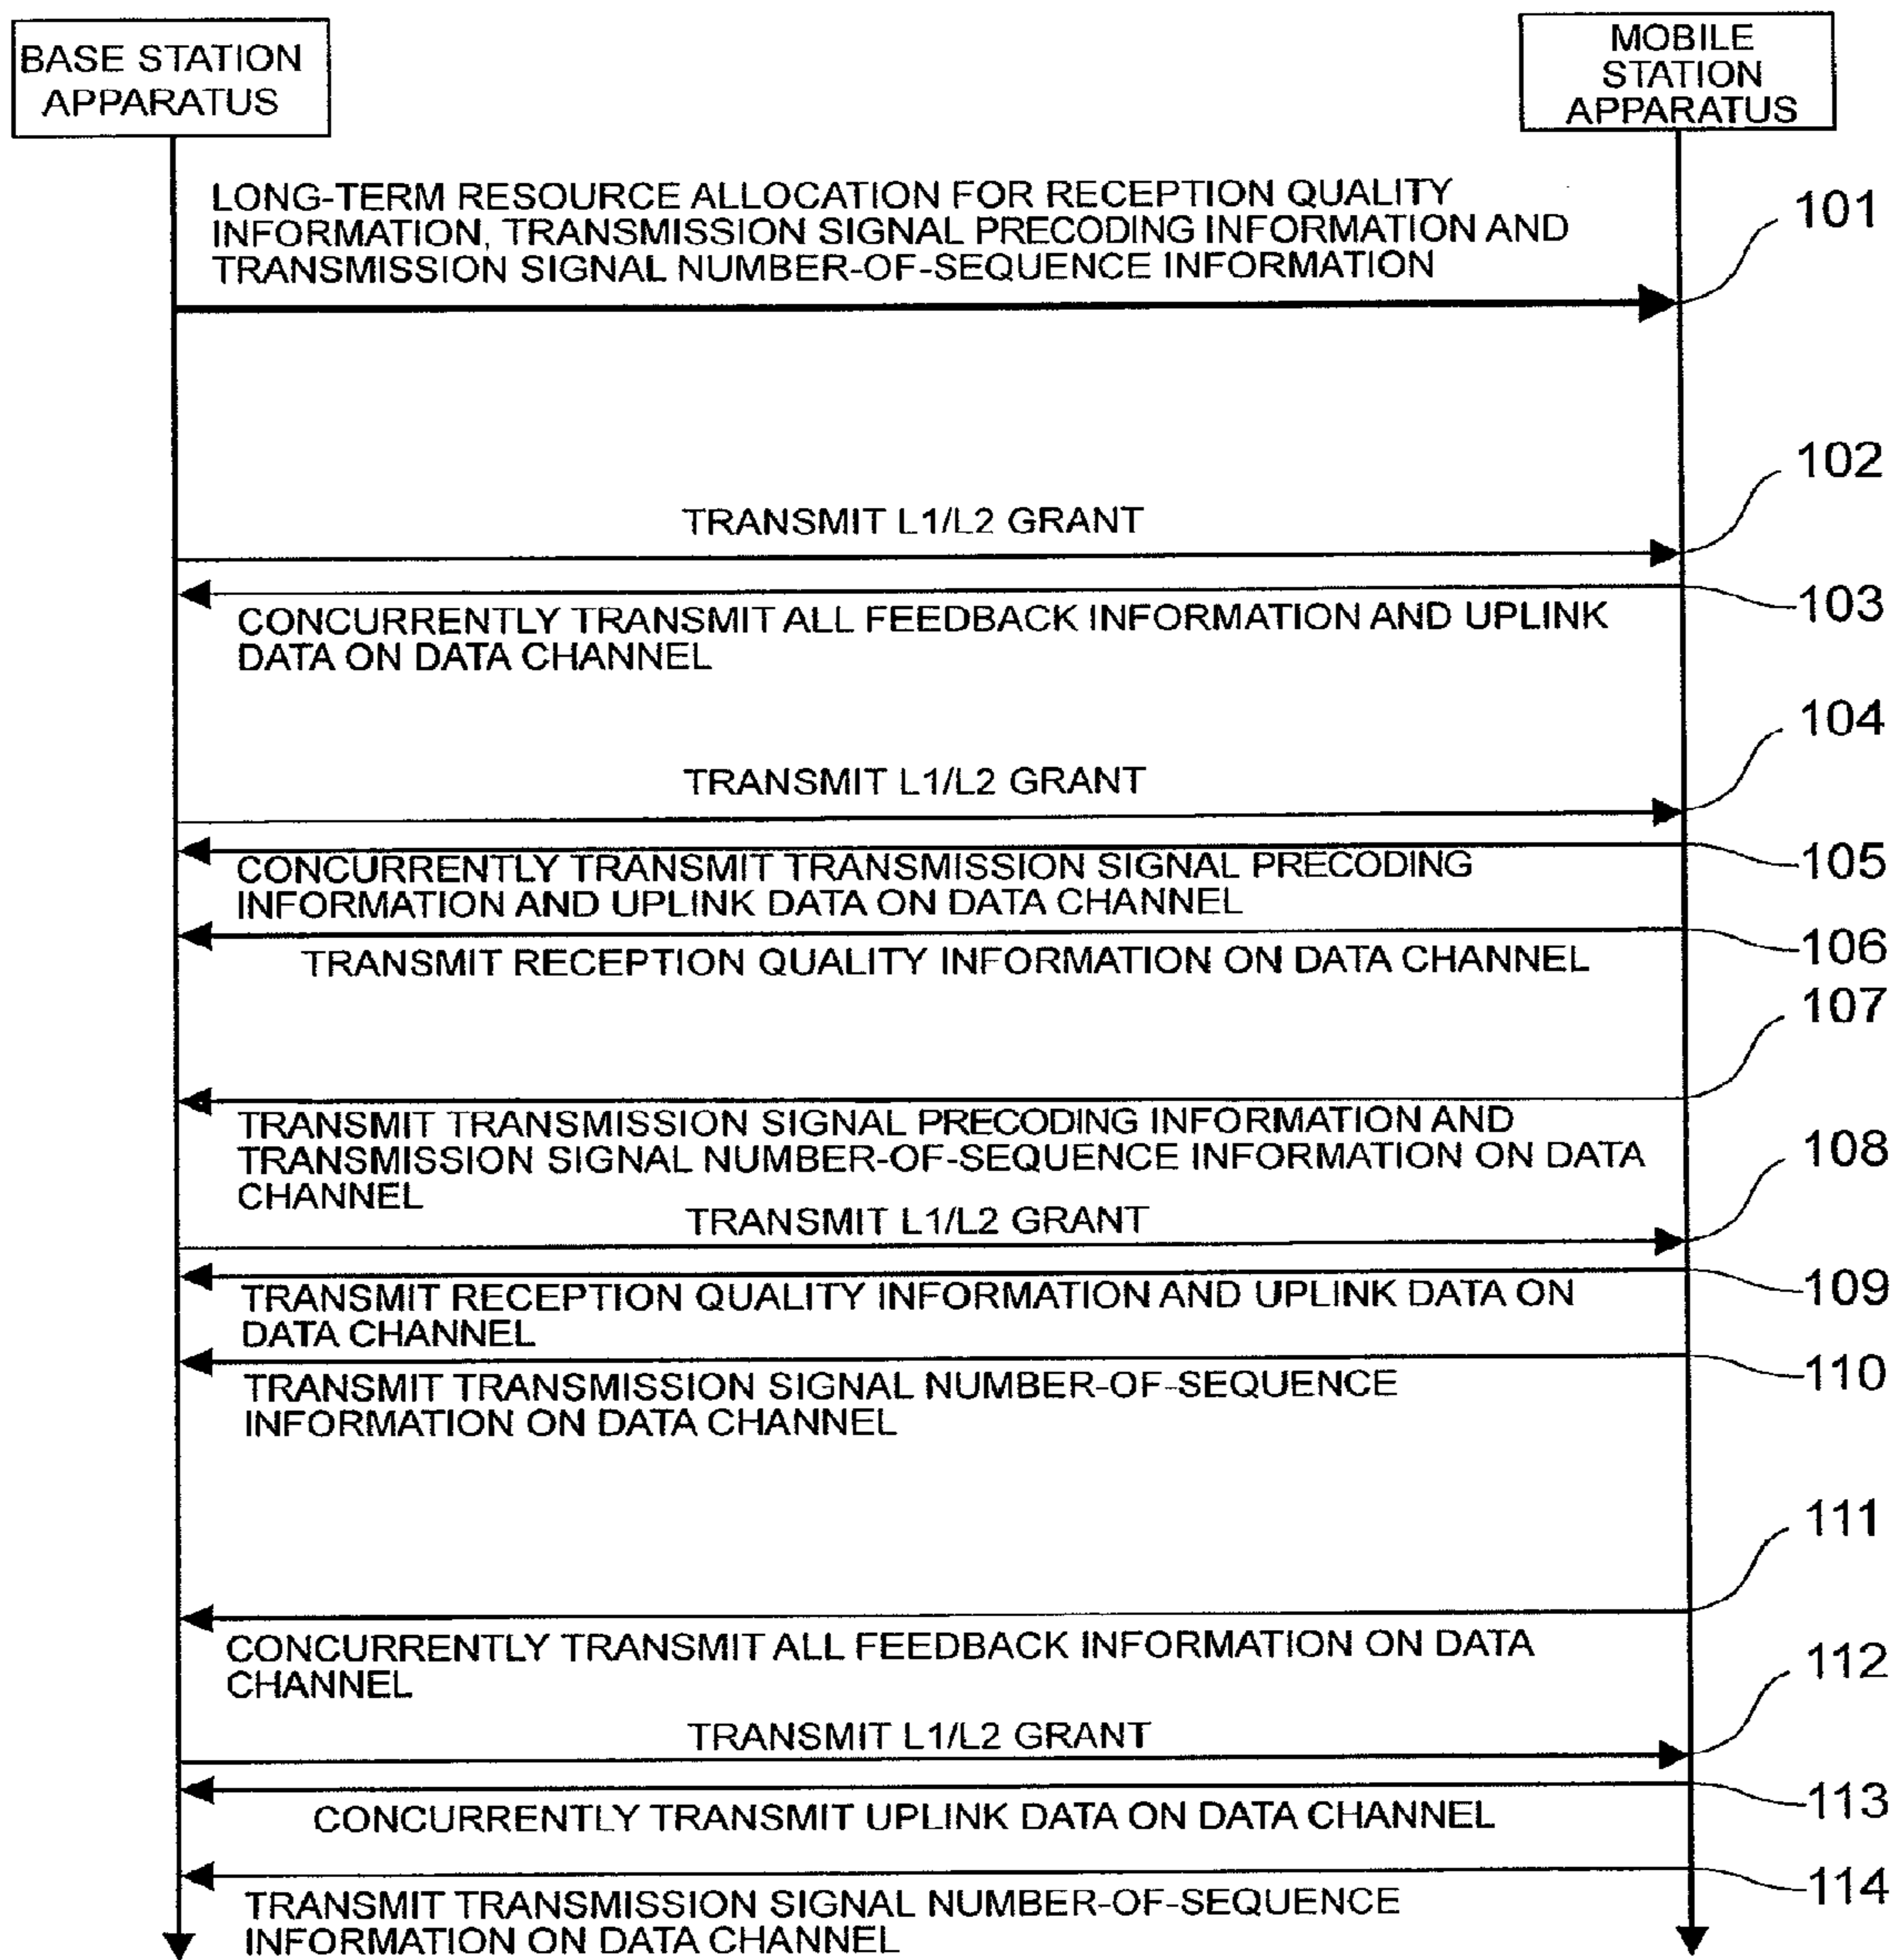 BASE STATION
APPARATUS
MOBILE
STATION
APPARATUS
LONG-TERM RESOURCE ALLOCATION FOR RECEPTION QUALITY
INFORMATION, TRANSMISSION SIGNAL PRECODING INFORMATION AND
TRANSMISSION SIGNAL NUMBER-OF-SEQUENCE INFORMATION
101
102
TRANSMIT L1/L2 GRANT
103
CONCURRENTLY TRANSMIT ALL FEEDBACK INFORMATION AND UPLINK
DATA ON DATA CHANNEL
104
TRANSMIT L1/L2 GRANT
105
CONCURRENTLY TRANSMIT TRANSMISSION SIGNAL PRECODING
INFORMATION AND UPLINK DATA ON DATA CHANNEL
106
TRANSMIT RECEPTION QUALITY INFORMATION ON DATA CHANNEL
107
TRANSMIT TRANSMISSION SIGNAL PRECODING INFORMATION AND
TRANSMISSION SIGNAL NUMBER-OF-SEQUENCE INFORMATION ON DATA
CHANNEL
108
TRANSMIT L1/L2 GRANT
109
TRANSMIT RECEPTION QUALITY INFORMATION AND UPLINK DATA ON
DATA CHANNEL
110
TRANSMIT TRANSMISSION SIGNAL NUMBER-OF-SEQUENCE
INFORMATION ON DATA CHANNEL
111
CONCURRENTLY TRANSMIT ALL FEEDBACK INFORMATION ON DATA
CHANNEL
112
TRANSMIT L1/L2 GRANT
113
CONCURRENTLY TRANSMIT UPLINK DATA ON DATA CHANNEL
114
TRANSMIT TRANSMISSION SIGNAL NUMBER-OF-SEQUENCE
INFORMATION ON DATA CHANNEL